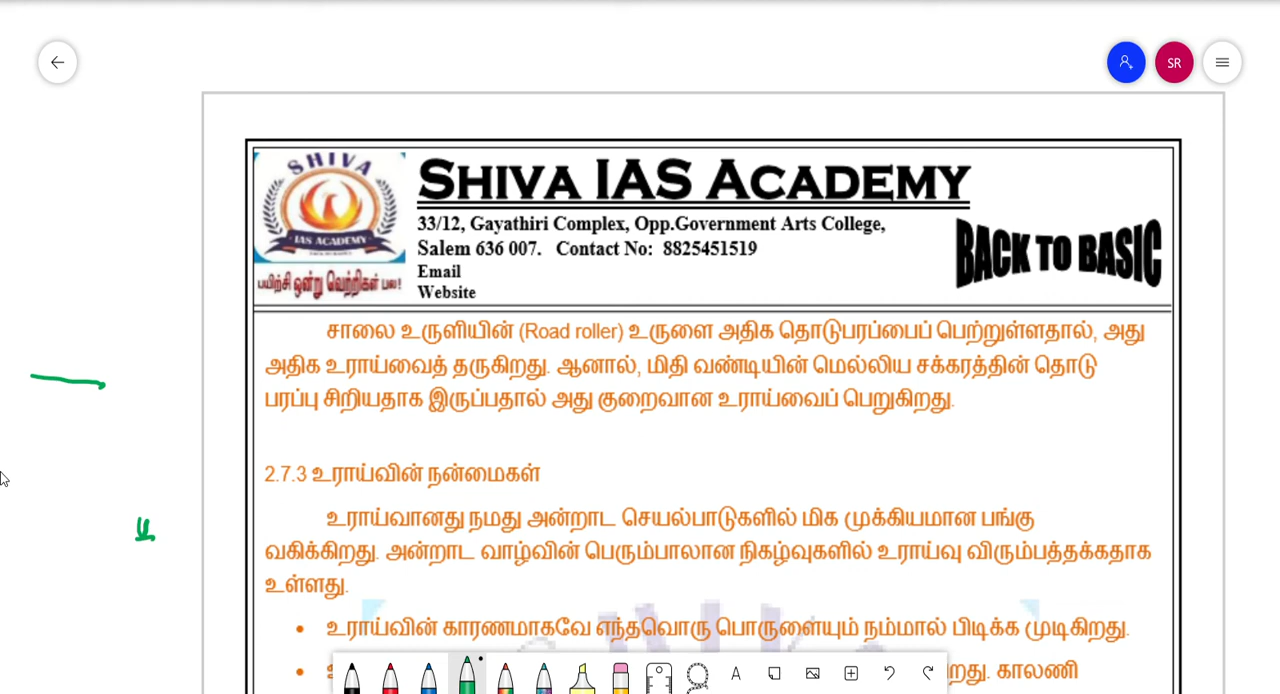 SR
SHIVA
IAS ACADEMY
பயிற்சி ஒன்று வெற்றிகள் பல!
SHIVA IAS ACADEMY
33/12, Gayathiri Complex, Opp.Government Arts College,
Salem 636 007. Contact No: 8825451519
Email
Website
BACK TO BASIC
சாலை உருளியின் (Road roller) உருளை அதிக தொடுபரப்பைப் பெற்றுள்ளதால், அது
அதிக உராய்வைத் தருகிறது. ஆனால், மிதி வண்டியின் மெல்லிய சக்கரத்தின் தொடு
பரப்பு சிறியதாக இருப்பதால் அது குறைவான உராய்வைப் பெறுகிறது.
2.7.3 உராய்வின் நன்மைகள்
உராய்வானது நமது அன்றாட செயல்பாடுகளில் மிக முக்கியமான பங்கு
வகிக்கிறது. அன்றாட வாழ்வின் பெரும்பாலான நிகழ்வுகளில் உராய்வு விரும்பத்தக்கதாக
உள்ளது.
• உராய்வின் காரணமாகவே எந்தவொரு பொருளையும் நம்மால் பிடிக்க முடிகிறது.
காலணி